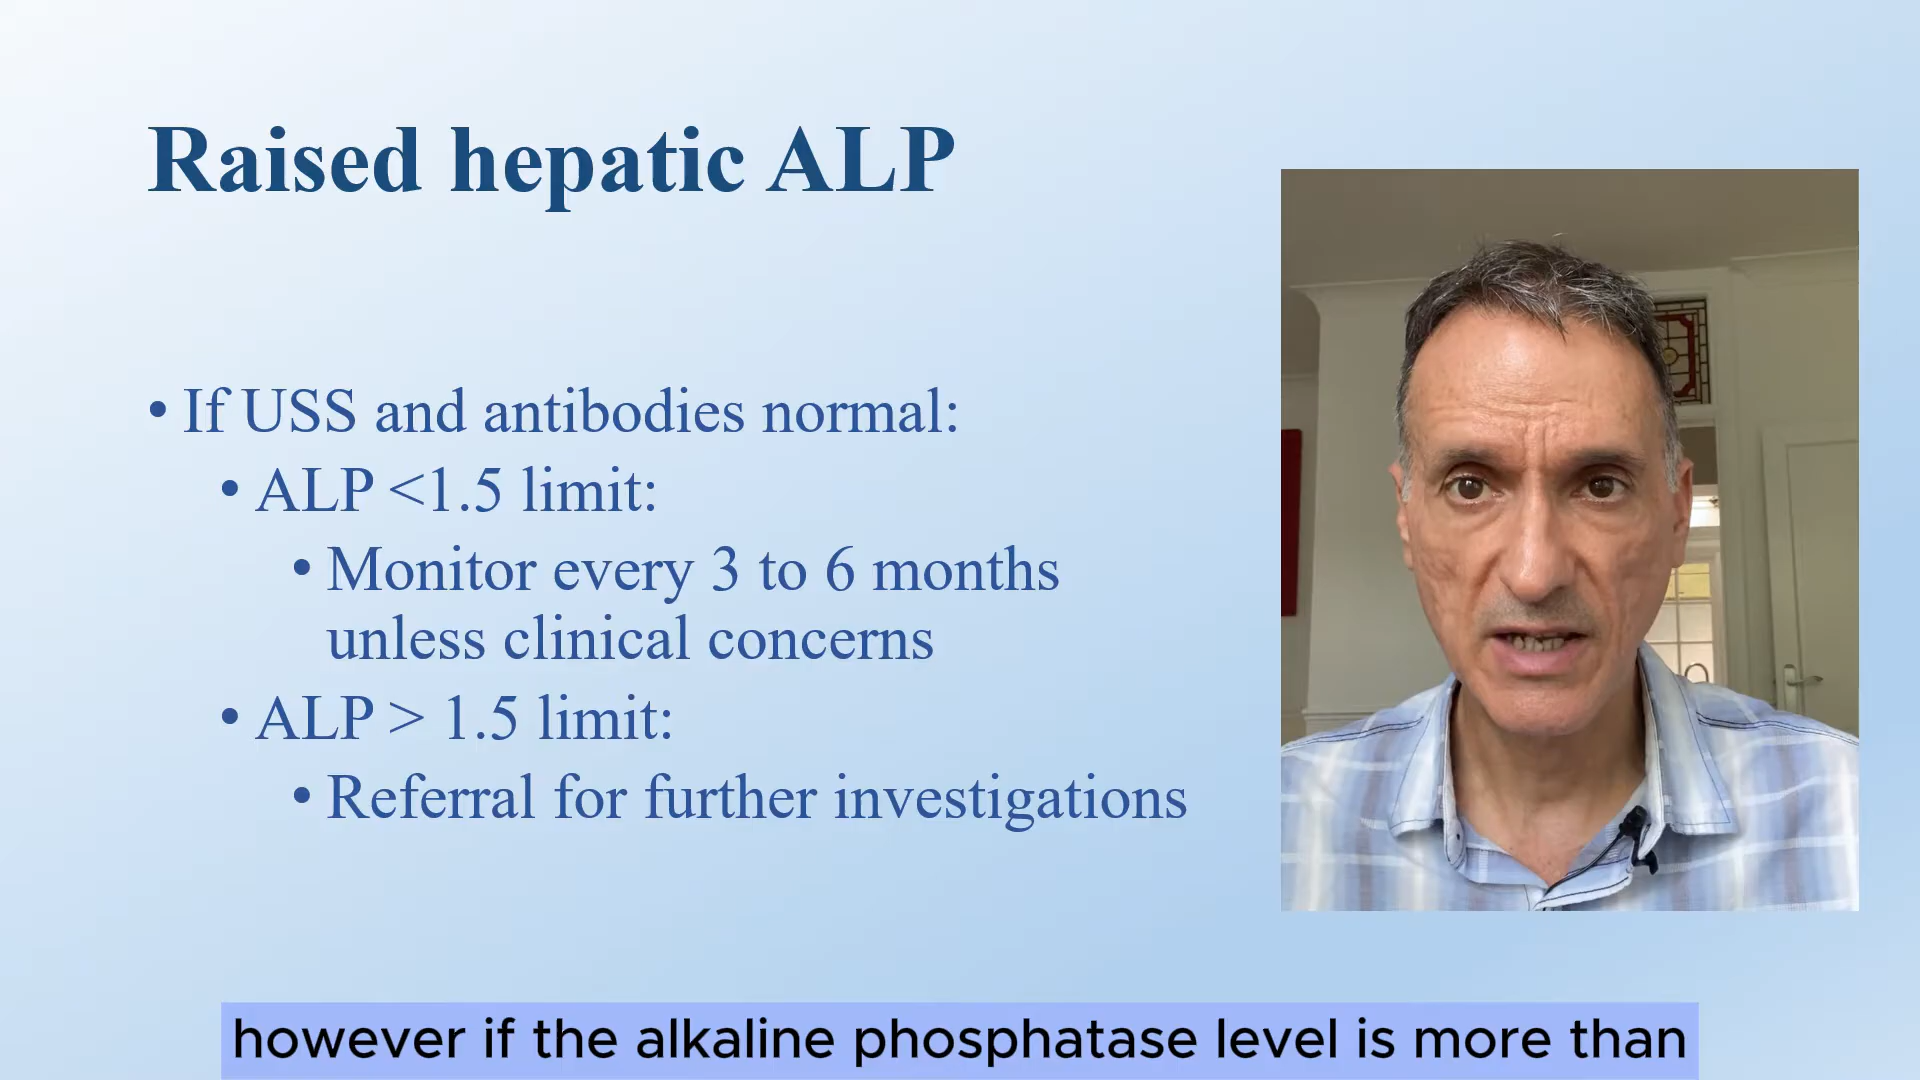 Raised hepatic ALP
• If USS and antibodies normal:
• ALP <1.5 limit:
• Monitor every 3 to 6 months
unless clinical concerns
• ALP > 1.5 limit:
• Referral for further investigations
however if the alkaline phosphatase level is more than